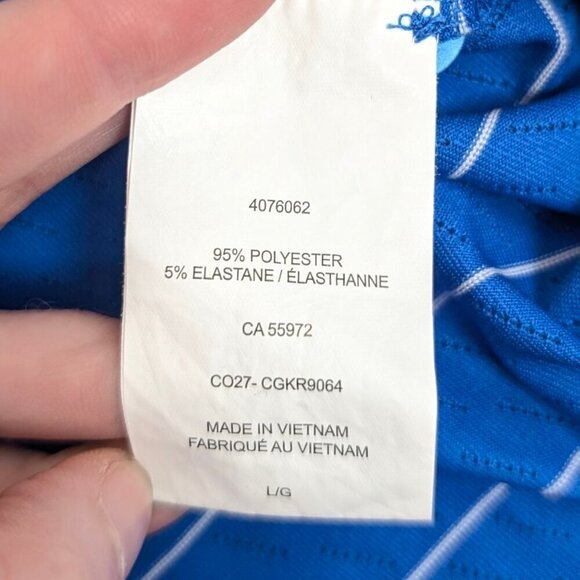 4076062
95% POLYESTER
5% ELASTANE / ÉLASTHANNE
CA 55972
CO27- CGKR9064
MADE IN VIETNAM
FABRIQUÉ AU VIETNAM
L/G